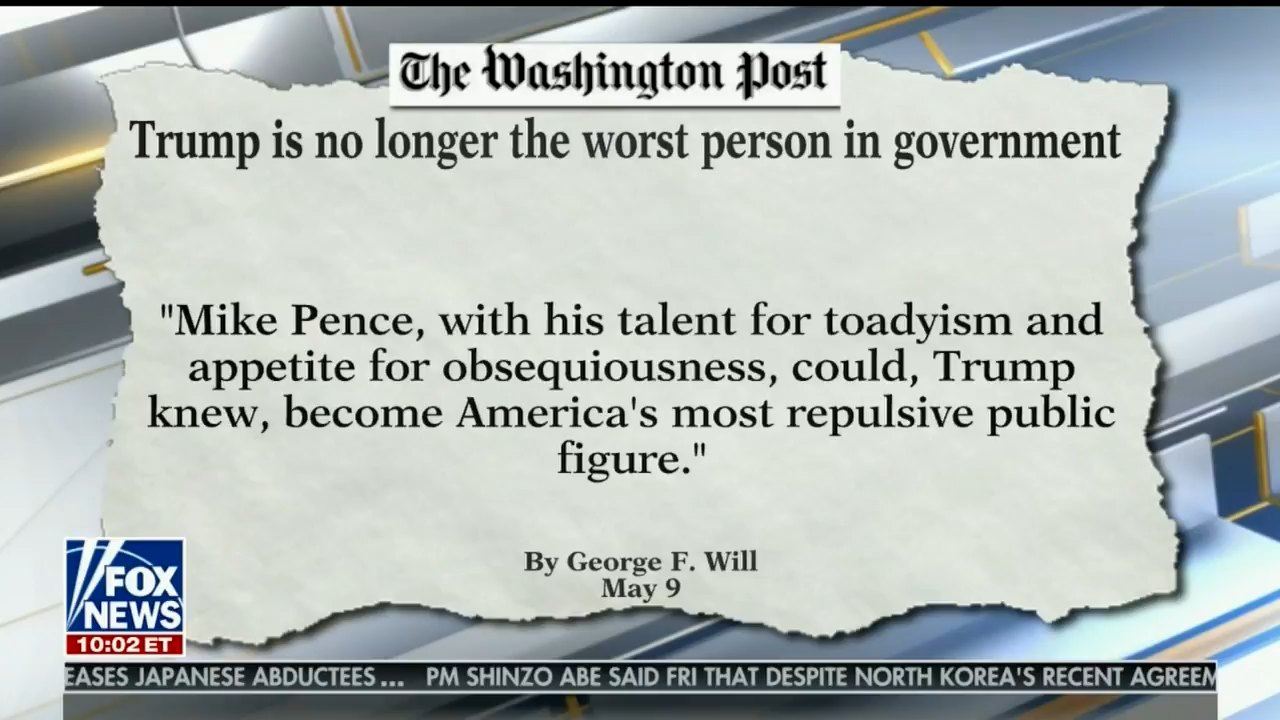 The Washington Post
Trump is no longer the worst person in government
"Mike Pence, with his talent for toadyism and
appetite for obsequiousness, could, Trump
knew, become America's most repulsive public
figure."
By George F. Will
May 9
FOX
NEWS
10:02 ET
EASES JAPANESE ABDUCTEES... PM SHINZO ABE SAID FRI THAT DESPITE NORTH KOREA'S RECENT AGREEM